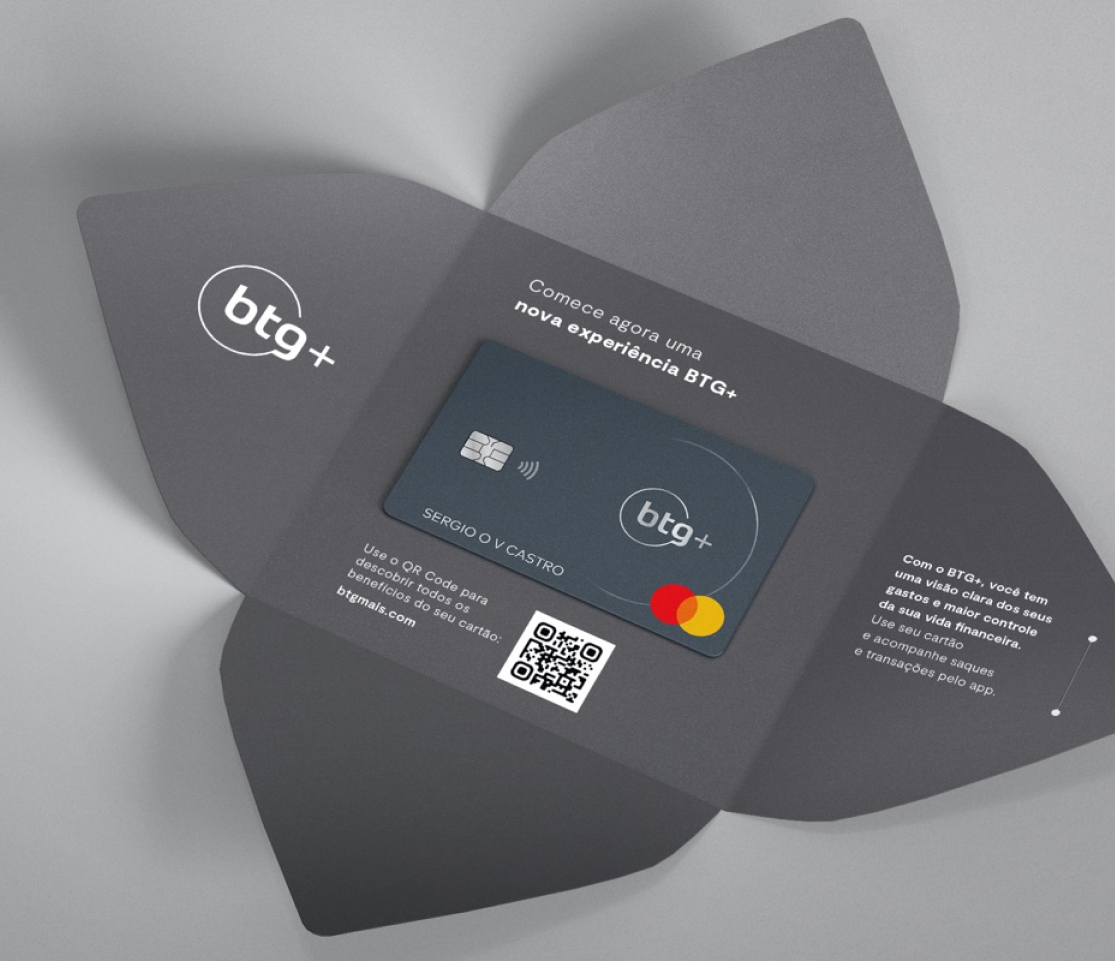 btg+
Comece agora uma
nova experiência BTG+
btg+
SERGIO O V CASTRO
Use o QR Code para
descobrir todos os
benefícios do seu cartão:
btgmais.com
Com o BTG+, você tem
uma visão clara dos seus
gastos e maior controle
da sua vida financeira.
Use seu cartão
e acompanhe saques
e transações pelo app.